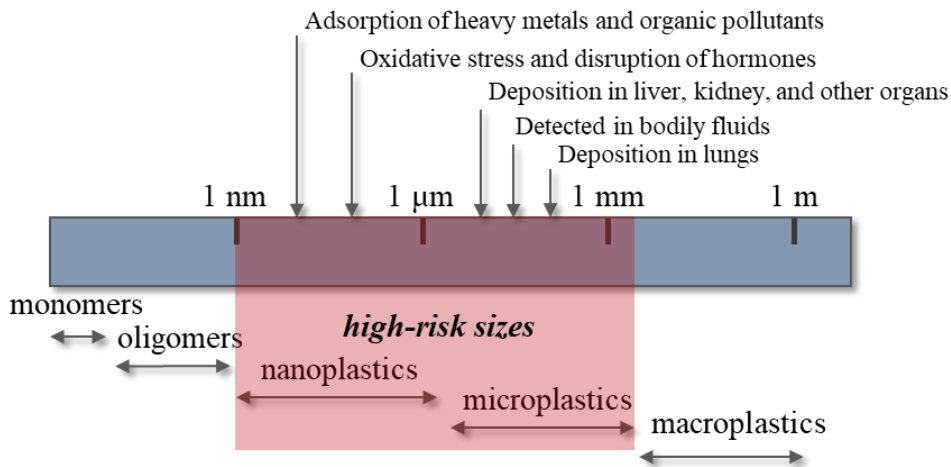 Adsorption of heavy metals and organic pollutants
Oxidative stress and disruption of hormones
Deposition in liver, kidney, and other organs
Detected in bodily fluids
Deposition in lungs
1 nm
1 μm
1 mm
1 m
monomers
oligomers
high-risk sizes
nanoplastics
microplastics
macroplastics